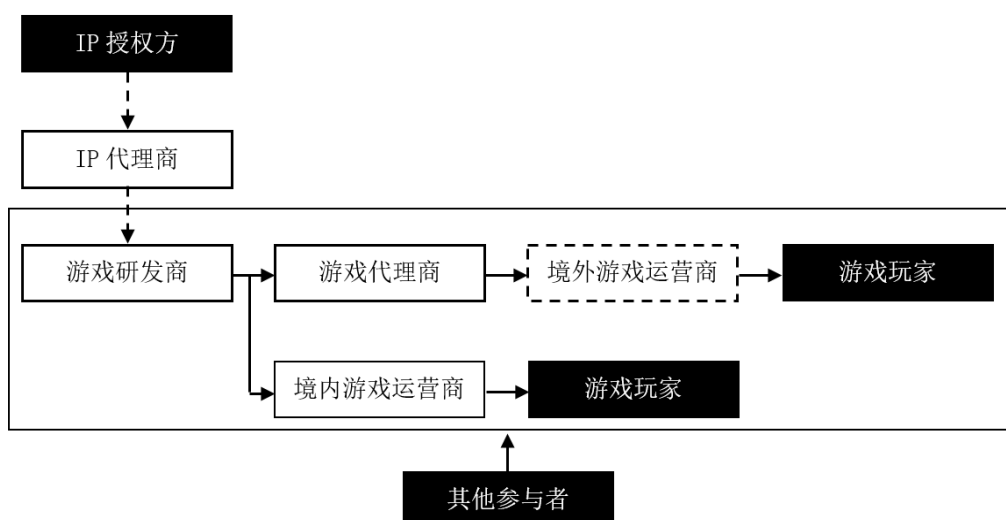 IP 授权方
IP 代理商
游戏研发商
游戏代理商
境外游戏运营商
游戏玩家
境内游戏运营商
游戏玩家
其他参与者